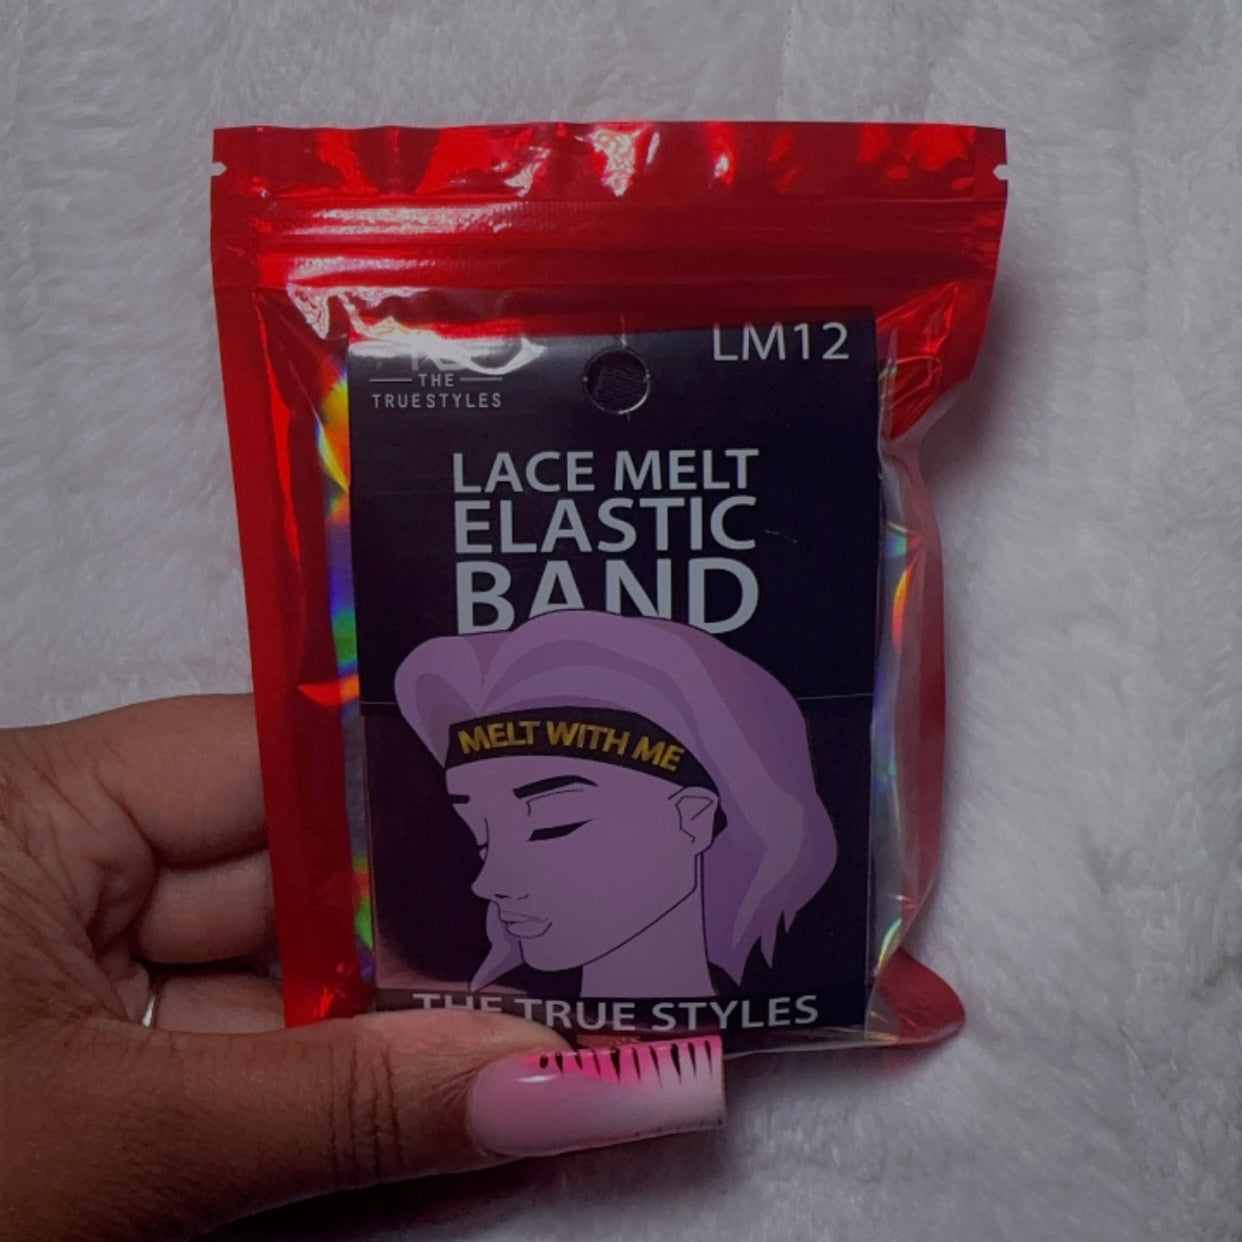 LM12
THE
TRUESTYLES
LACE MELT
ELASTIC
BAND
MELT WITH ME
THE TRUE STYLES